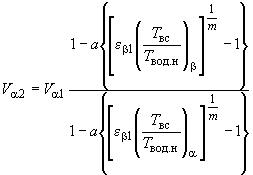 V_{α2} = V_{α1} \frac{1 - a\left\{\left[ε_{β1}\left(\frac{T_{вс}}{T_{вод.н}}\right)_{β}\right]^{\frac{1}{m}} - 1\right\}}{1 - a\left\{\left[ε_{β1}\left(\frac{T_{вс}}{T_{вод.н}}\right)_{α}\right]^{\frac{1}{m}} - 1\right\}}